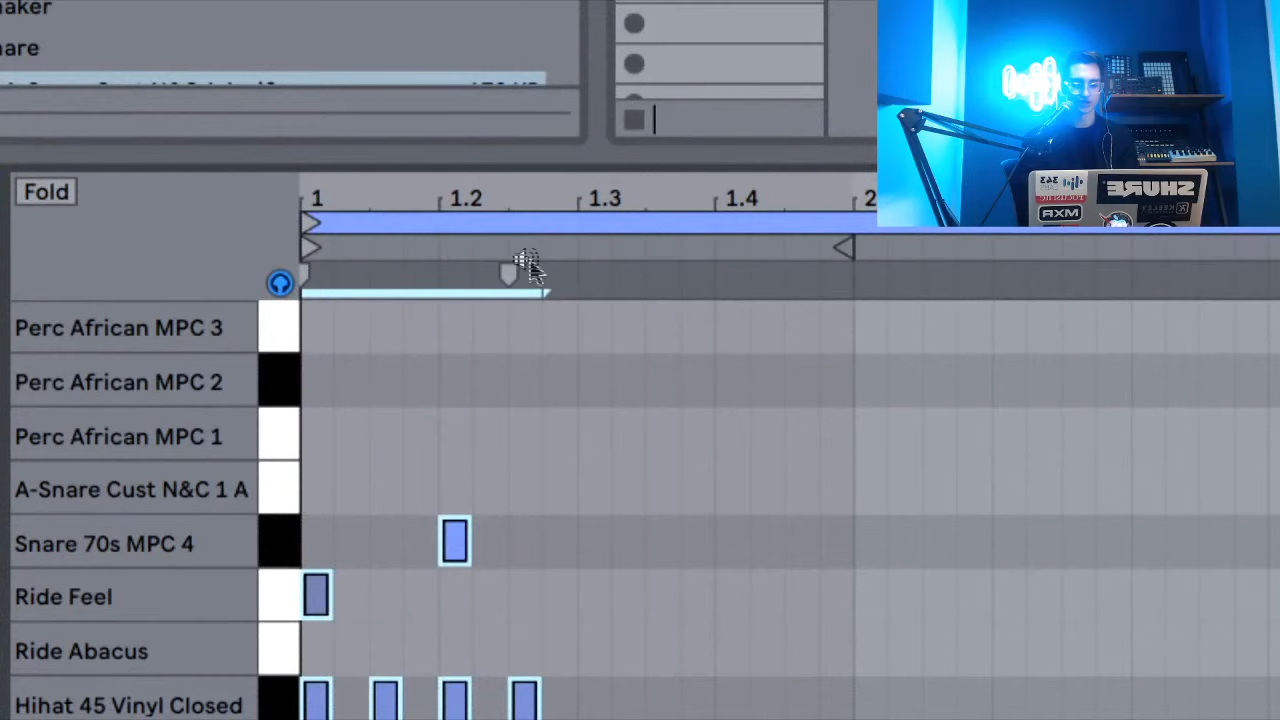 aker
nare
Fold
1
1.2
1.3
1.4
2
Perc African MPC 3
Perc African MPC 2
Perc African MPC 1
A-Snare Cust N&C 1 A
Snare 70s MPC 4
Ride Feel
Ride Abacus
Hihat 45 Vinyl Closed
SHURE
MXR